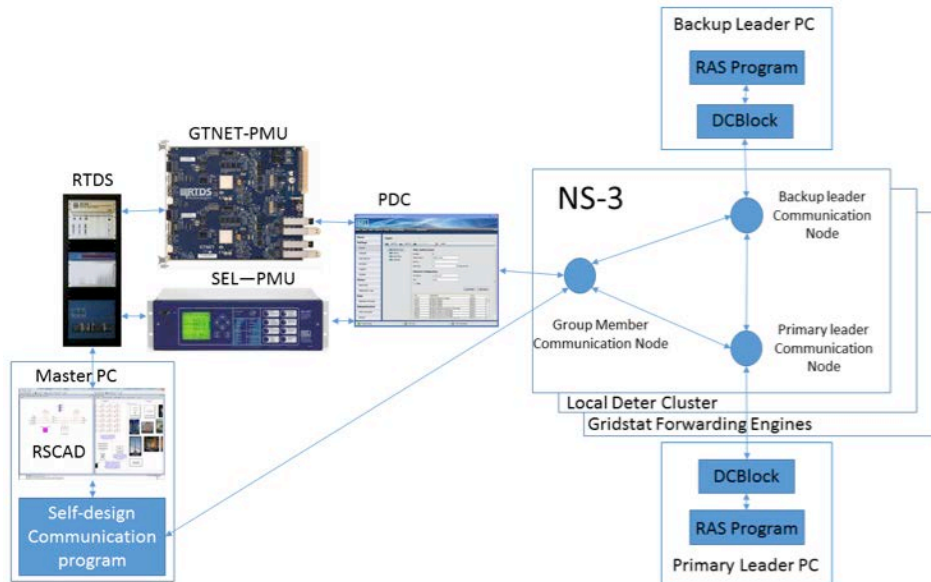 Backup Leader PC
RAS Program
DCBlock
GTNET-PMU
RTDS
RTDS
GTNET
PDC
SEL—PMU
NS-3
Backup leader
Communication
Node
Group Member
Communication Node
Primary leader
Communication
Node
Local Deter Cluster
Gridstat Forwarding Engines
Master PC
RSCAD
Self-design
Communication
program
DCBlock
RAS Program
Primary Leader PC